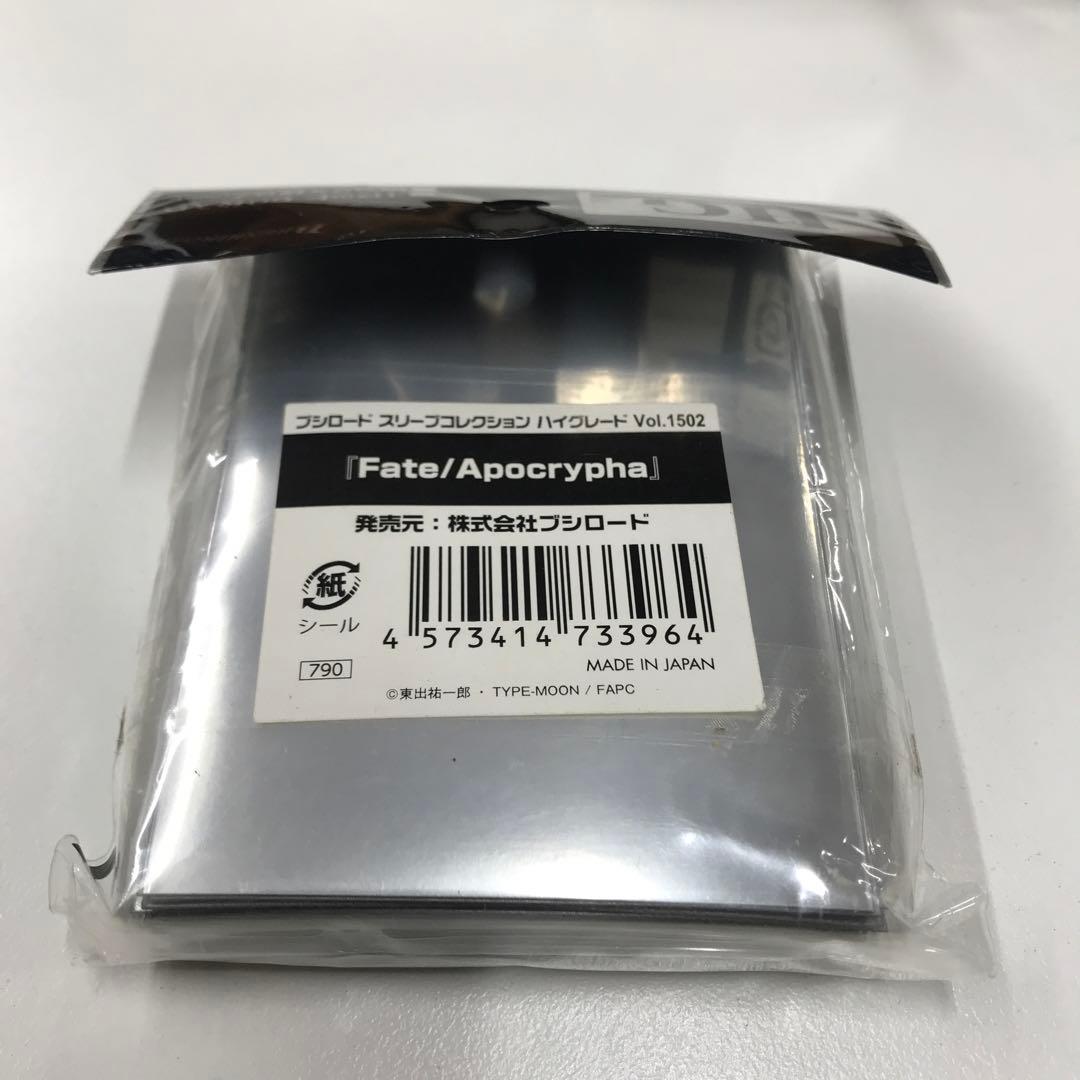 ブシロード スリーブコレクション ハイグレード Vol.1502
『Fate/Apocrypha』
発売元：株式会社ブシロード
紙
シール
4 573414 733964
790
MADE IN JAPAN
©東出祐一郎・TYPE-MOON / FAPC